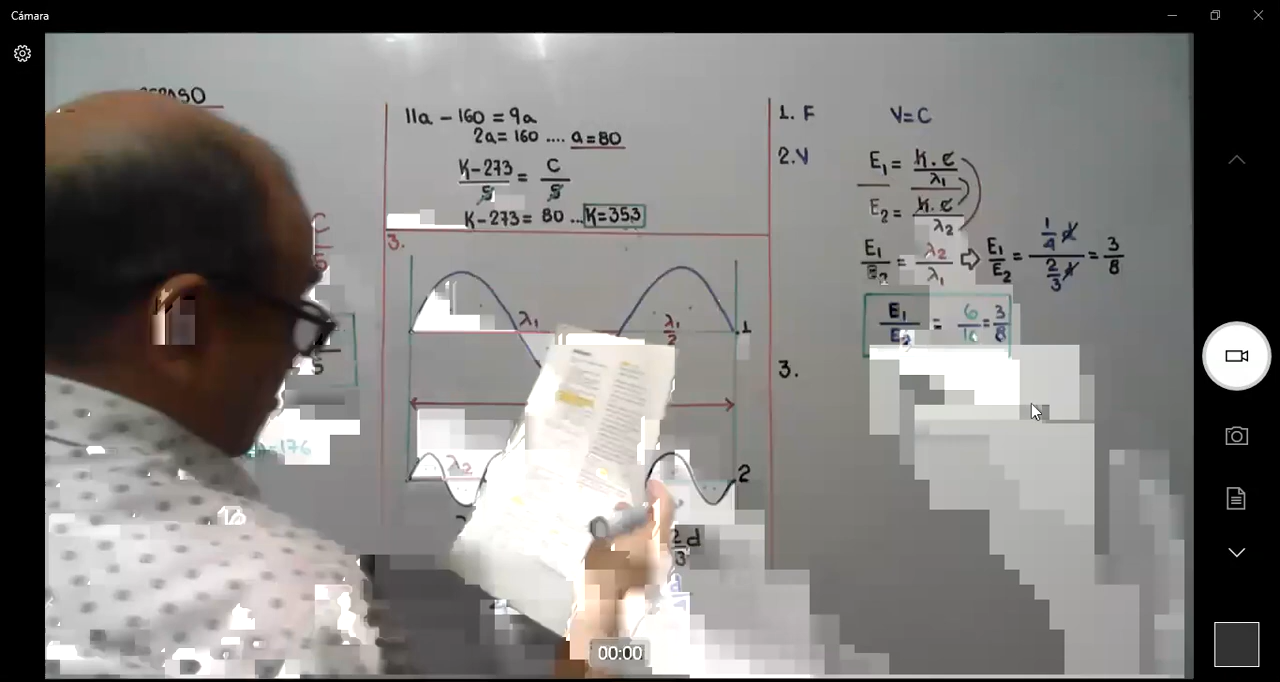 Cámara
11a - 160 = 9a
2a = 160 .... a = 80
K-273/5 = C/5
K-273 = 80 ... K=353
3.
λ₁
λ₁/2
1
λ₂
2
2/3 d
=176
1. F
V=C
2. V
E₁ = K.c/λ₁
E₂ = K.c/λ₂
E₁/E₂ = λ₂/λ₁ ⇨ E₁/E₂ = 1/4 d / 2/3 d = 3/8
E₁/E₂ = 6/16 = 3/8
3.
00:00